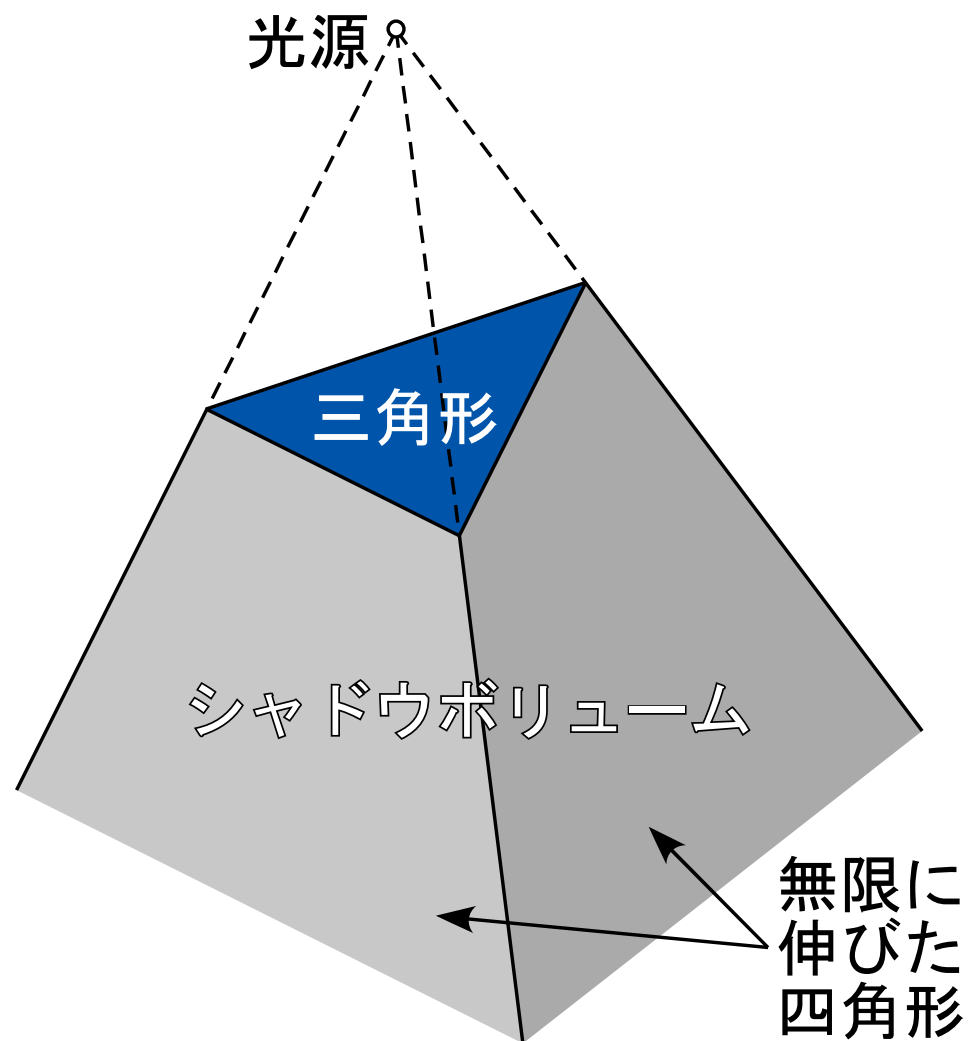 光源
三角形
シャドウボリューム
無限に
伸びた
四角形